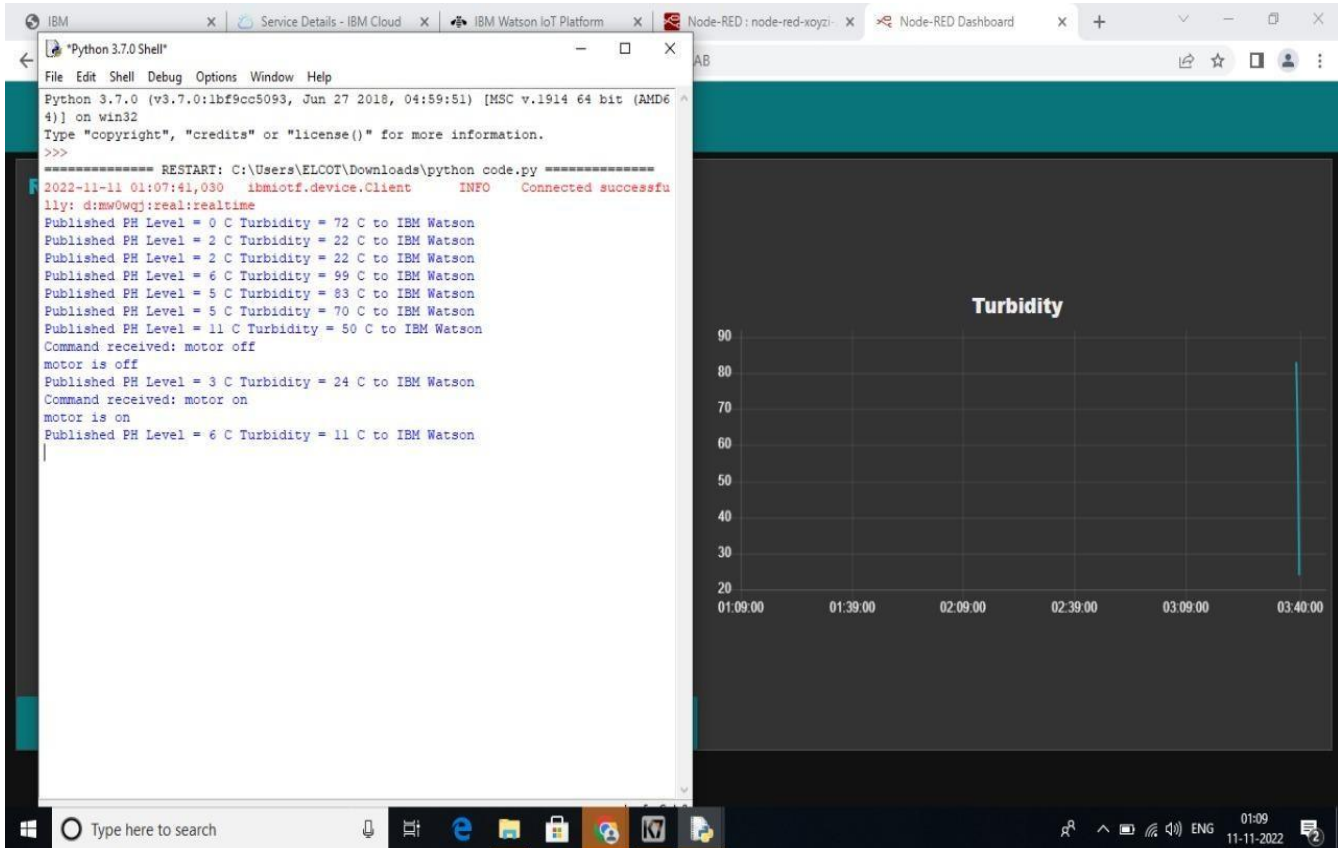 IBM
Service Details - IBM Cloud
IBM Watson IoT Platform
Node-RED : node-red-xoyzi-
Node-RED Dashboard
AB
*Python 3.7.0 Shell*
File Edit Shell Debug Options Window Help
Python 3.7.0 (v3.7.0:1bf9cc5093, Jun 27 2018, 04:59:51) [MSC v.1914 64 bit (AMD6
4)] on win32
Type "copyright", "credits" or "license()" for more information.
>>>
============== RESTART: C:\Users\ELCOT\Downloads\python code.py ==============
2022-11-11 01:07:41,030 ibmiotf.device.Client INFO Connected successfu
lly: d:mw0wqj:real:realtime
Published PH Level = 0 C Turbidity = 72 C to IBM Watson
Published PH Level = 2 C Turbidity = 22 C to IBM Watson
Published PH Level = 2 C Turbidity = 22 C to IBM Watson
Published PH Level = 6 C Turbidity = 99 C to IBM Watson
Published PH Level = 5 C Turbidity = 83 C to IBM Watson
Published PH Level = 5 C Turbidity = 70 C to IBM Watson
Published PH Level = 11 C Turbidity = 50 C to IBM Watson
Command received: motor off
motor is off
Published PH Level = 3 C Turbidity = 24 C to IBM Watson
Command received: motor on
motor is on
Published PH Level = 6 C Turbidity = 11 C to IBM Watson
Turbidity
90
80
70
60
50
40
30
20
01:09:00 01:39:00 02:09:00 02:39:00 03:09:00 03:40:00
Type here to search
ENG
01:09
11-11-2022
2